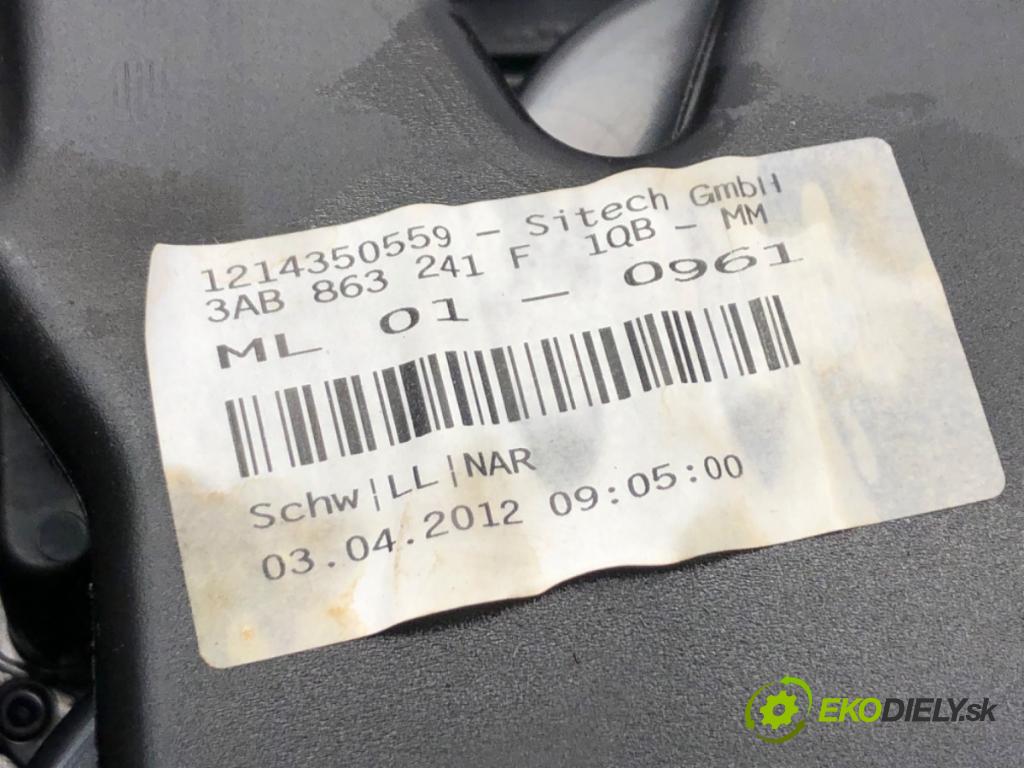 1214350559 - Sitech GmbH
3AB 863 241 F 1QB - MM
ML 01 - 0961
Schw|LL|NAR
03.04.2012 09:05:00
EKODIELY.sk